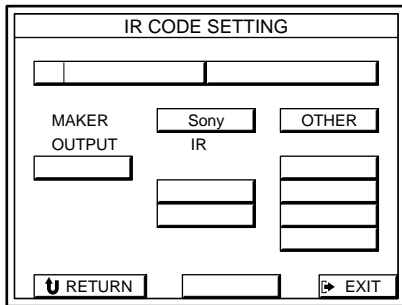 IR CODE SETTING
MAKER Sony OTHER
OUTPUT IR
RETURN EXIT